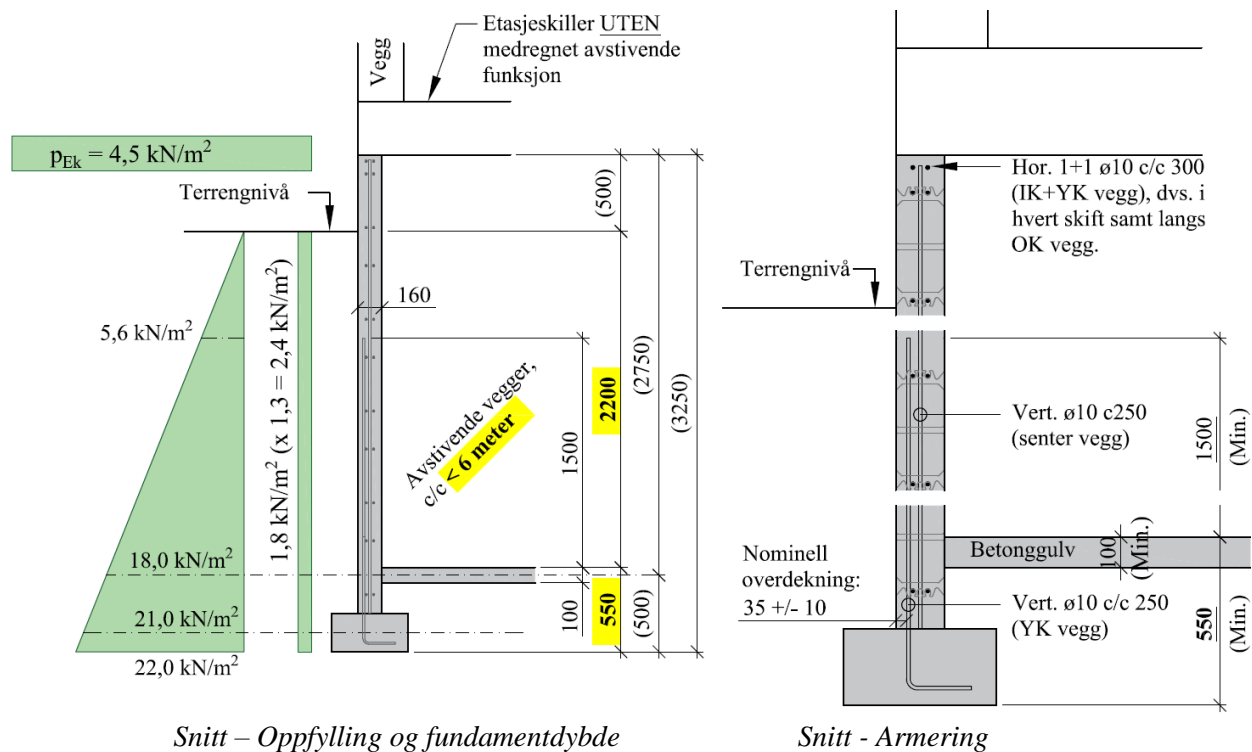 Vegg
Etasjeskiller UTEN
medregnet avstivende
funksjon
p_Ek = 4,5 kN/m²
Terrengnivå
(500)
160
5,6 kN/m²
1,8 kN/m² (x 1,3 = 2,4 kN/m²)
Avstivende vegger,
c/c < 6 meter
1500
2200
(2750)
(3250)
18,0 kN/m²
21,0 kN/m²
22,0 kN/m²
100
550
(500)
Snitt – Oppfylling og fundamentdybde
Hor. 1+1 ø10 c/c 300
(IK+YK vegg), dvs. i
hvert skift samt langs
OK vegg.
Terrengnivå
Vert. ø10 c250
(senter vegg)
1500
(Min.)
Betonggulv
100
(Min.)
Nominell
overdekning:
35 +/- 10
Vert. ø10 c/c 250
(YK vegg)
550
(Min.)
Snitt - Armering